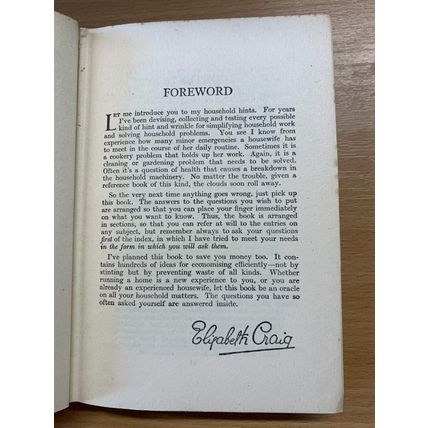 FOREWORD
LET me introduce you to my household hints. For years
I've been devising, collecting and testing every possible
kind of hint and wrinkle for simplifying household work
and solving household problems. You see I know from
experience how many minor emergencies a housewife has
to meet in the course of her daily routine. Sometimes it is
a cookery problem that holds up her work. Again, it is a
cleaning or gardening problem that needs to be solved.
Often it's a question of health that causes a breakdown in
the household machinery. No matter the trouble, given a
reference book of this kind, the clouds soon roll away.
So the very next time anything goes wrong, just pick up
this book. The answers to the questions you wish to put
are arranged so that you can place your finger immediately
on what you want to know. Thus, the book is arranged
in sections, so that you can refer at will to the entries on
any subject, but remember always to ask your questions
first of the index, in which I have tried to meet your needs
in the form in which you will ask them.
I've planned this book to save you money too. It con-
tains hundreds of ideas for economising efficiently—not by
stinting but by preventing waste of all kinds. Whether
running a home is a new experience to you, or you are
already an experienced housewife, let this book be an oracle
on all your household matters. The questions you have so
often asked yourself are answered inside.
Elizabeth Craig